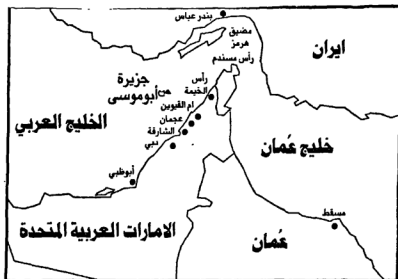 بندر عباس
مضيق
هرمز
ايران
رأس مسندم
جزيرة
أبوموسى
رأس
الخيمة
ام القيوين
عجمان
الشارقة
دبي
الخليج العربي
خليج عُمان
أبوظبي
مسقط
الامارات العربية المتحدة
عُمان